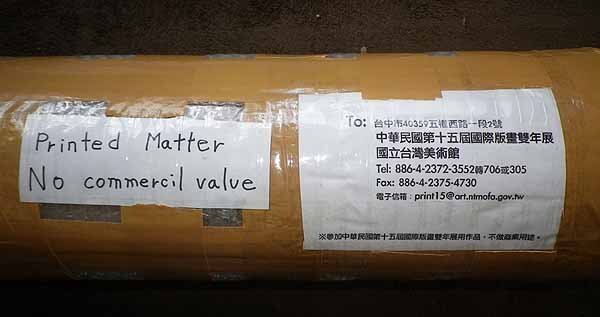 Printed Matter
No commercil value
To: 台中市40359五權西路一段2號
中華民國第十五屆國際版畫雙年展
國立台灣美術館
Tel: 886-4-2372-3552轉706或305
Fax: 886-4-2375-4730
電子信箱：print15@art.ntmofa.gov.tw
※參加中華民國第十五屆國際版畫雙年展用作品，不做商業用途。